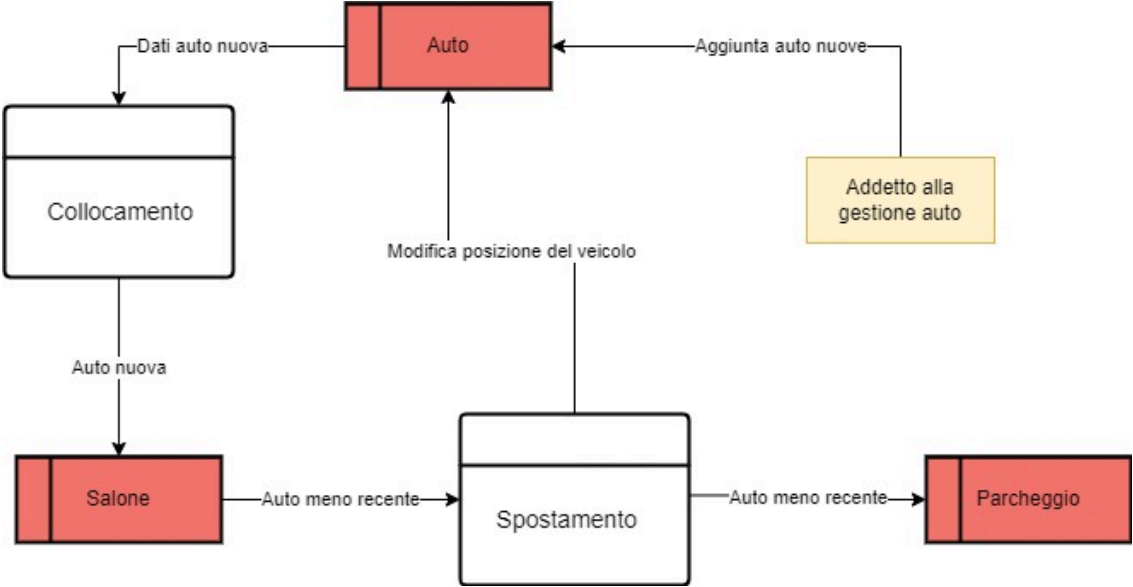 Dati auto nuova
Auto
Aggiunta auto nuove
Collocamento
Addetto alla
gestione auto
Modifica posizione del veicolo
Auto nuova
Salone
Auto meno recente
Spostamento
Auto meno recente
Parcheggio